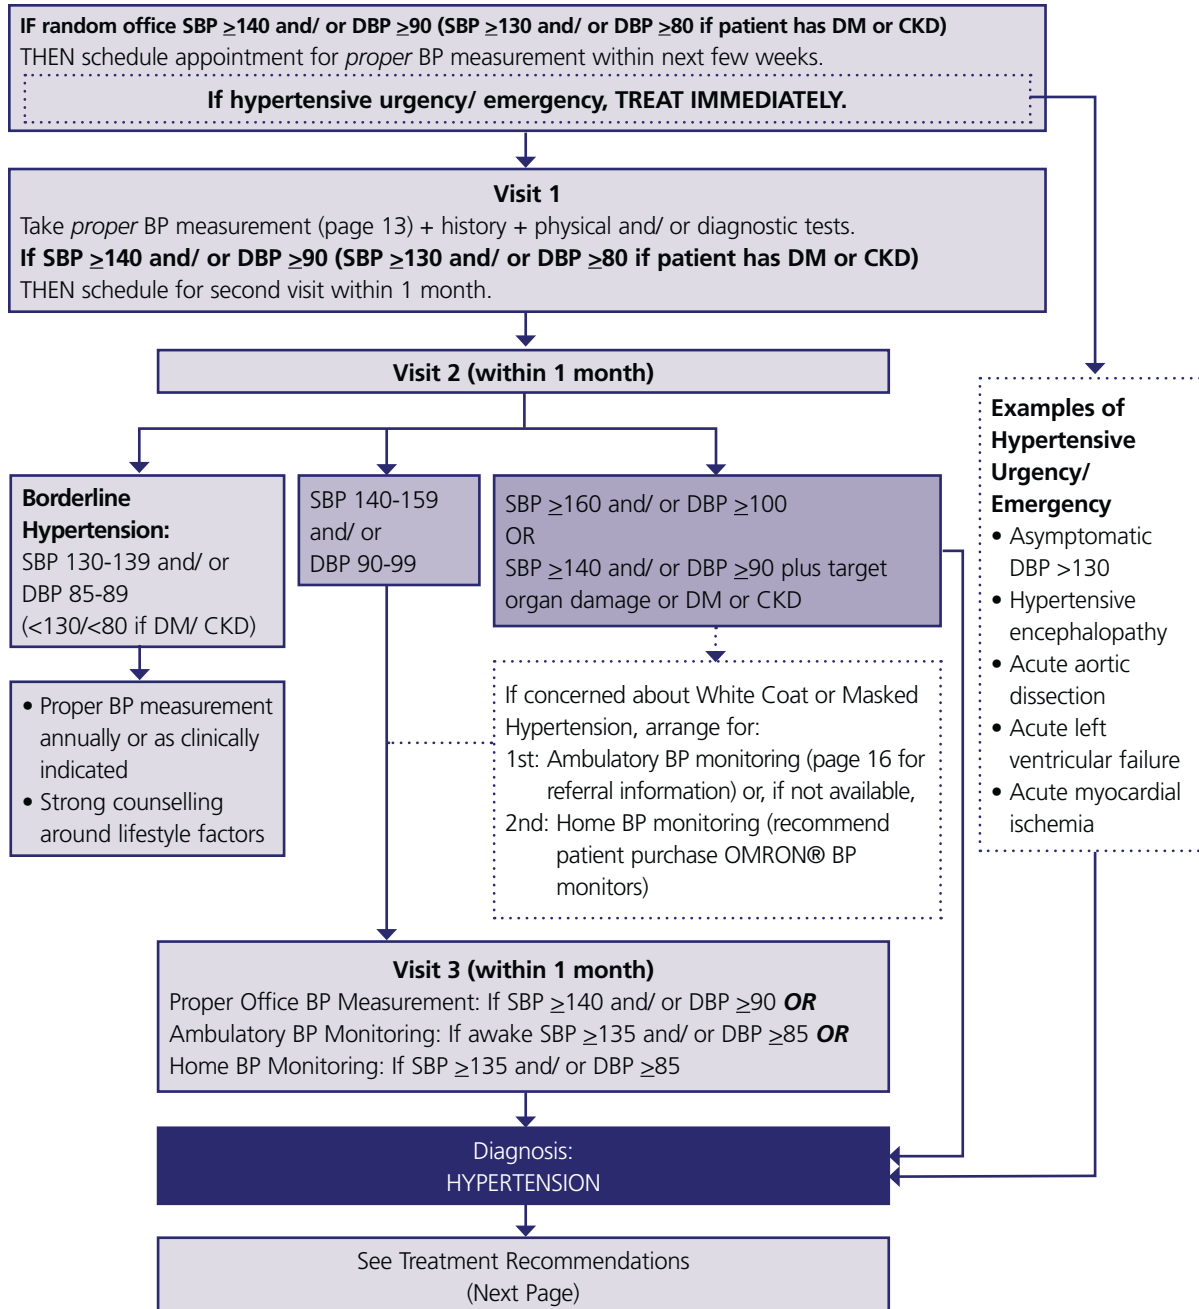 IF random office SBP ≥140 and/ or DBP ≥90 (SBP ≥130 and/ or DBP ≥80 if patient has DM or CKD)
THEN schedule appointment for proper BP measurement within next few weeks.
If hypertensive urgency/ emergency, TREAT IMMEDIATELY.
Visit 1
Take proper BP measurement (page 13) + history + physical and/ or diagnostic tests.
If SBP ≥140 and/ or DBP ≥90 (SBP ≥130 and/ or DBP ≥80 if patient has DM or CKD)
THEN schedule for second visit within 1 month.
Visit 2 (within 1 month)
Borderline
Hypertension:
SBP 130-139 and/ or
DBP 85-89
(<130/<80 if DM/ CKD)
• Proper BP measurement
annually or as clinically
indicated
• Strong counselling
around lifestyle factors
SBP 140-159
and/ or
DBP 90-99
SBP ≥160 and/ or DBP ≥100
OR
SBP ≥140 and/ or DBP ≥90 plus target
organ damage or DM or CKD
If concerned about White Coat or Masked
Hypertension, arrange for:
1st: Ambulatory BP monitoring (page 16 for
referral information) or, if not available,
2nd: Home BP monitoring (recommend
patient purchase OMRON® BP
monitors)
Examples of
Hypertensive
Urgency/
Emergency
• Asymptomatic
DBP >130
• Hypertensive
encephalopathy
• Acute aortic
dissection
• Acute left
ventricular failure
• Acute myocardial
ischemia
Visit 3 (within 1 month)
Proper Office BP Measurement: If SBP ≥140 and/ or DBP ≥90 OR
Ambulatory BP Monitoring: If awake SBP ≥135 and/ or DBP ≥85 OR
Home BP Monitoring: If SBP ≥135 and/ or DBP ≥85
Diagnosis:
HYPERTENSION
See Treatment Recommendations
(Next Page)